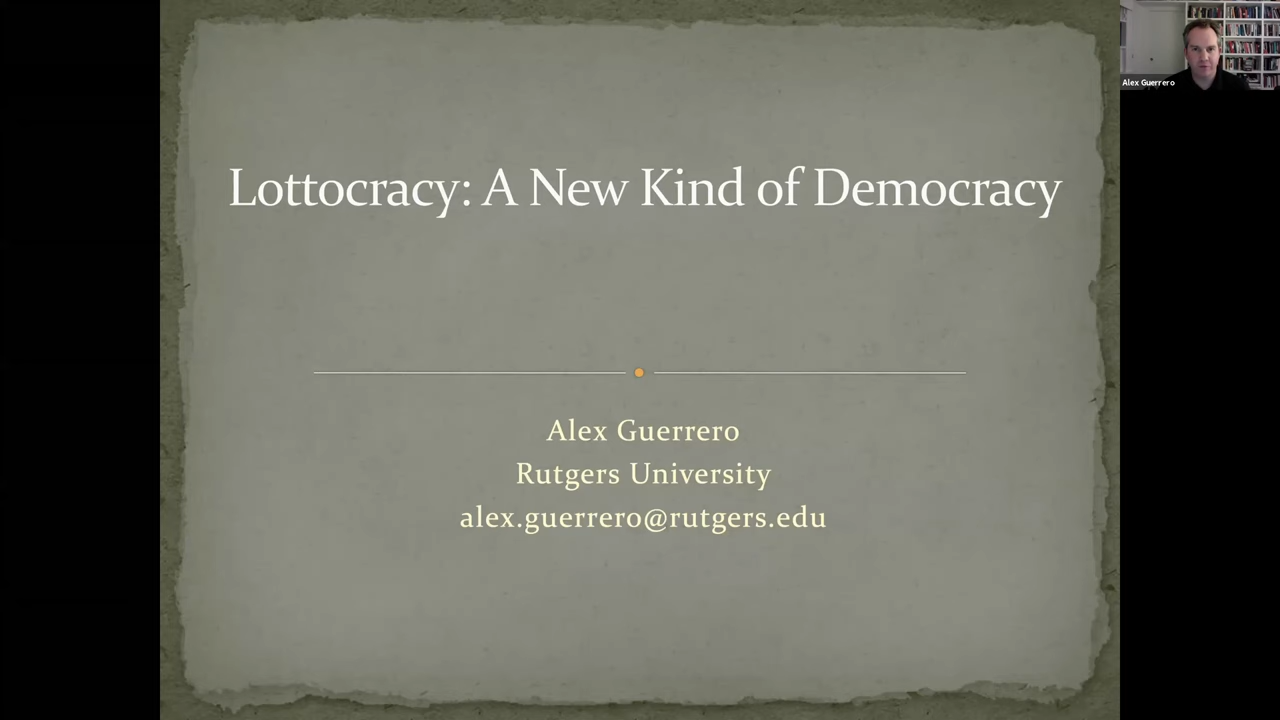 Lottocracy: A New Kind of Democracy
Alex Guerrero
Rutgers University
alex.guerrero@rutgers.edu
Alex Guerrero